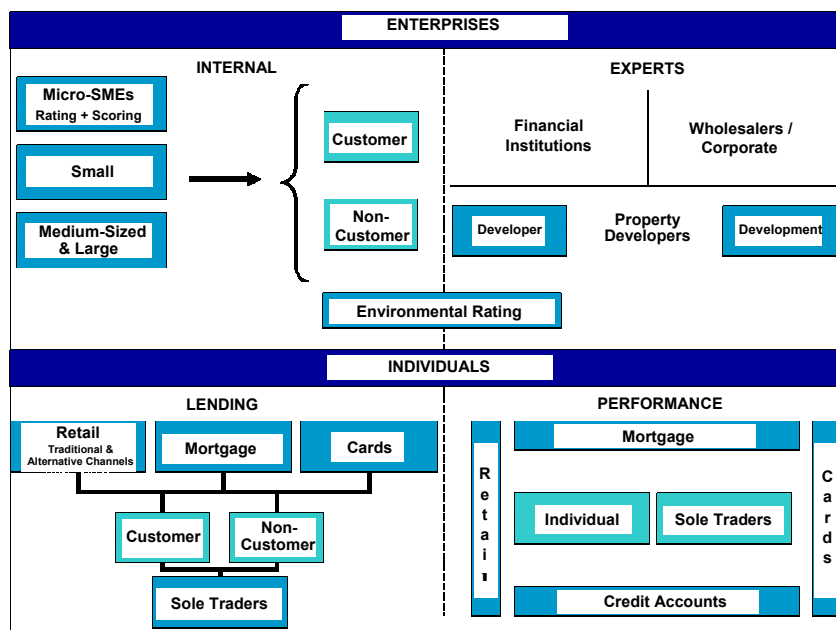 ENTERPRISES
INTERNAL
Micro-SMEs
Rating + Scoring
Small
Medium-Sized
& Large
Customer
Non-
Customer
EXPERTS
Financial
Institutions
Wholesalers /
Corporate
Developer
Property
Developers
Development
Environmental Rating
INDIVIDUALS
LENDING
Retail
Traditional &
Alternative Channels
Mortgage
Cards
Customer
Non-
Customer
Sole Traders
PERFORMANCE
Retail
Mortgage
Individual
Sole Traders
Credit Accounts
Cards